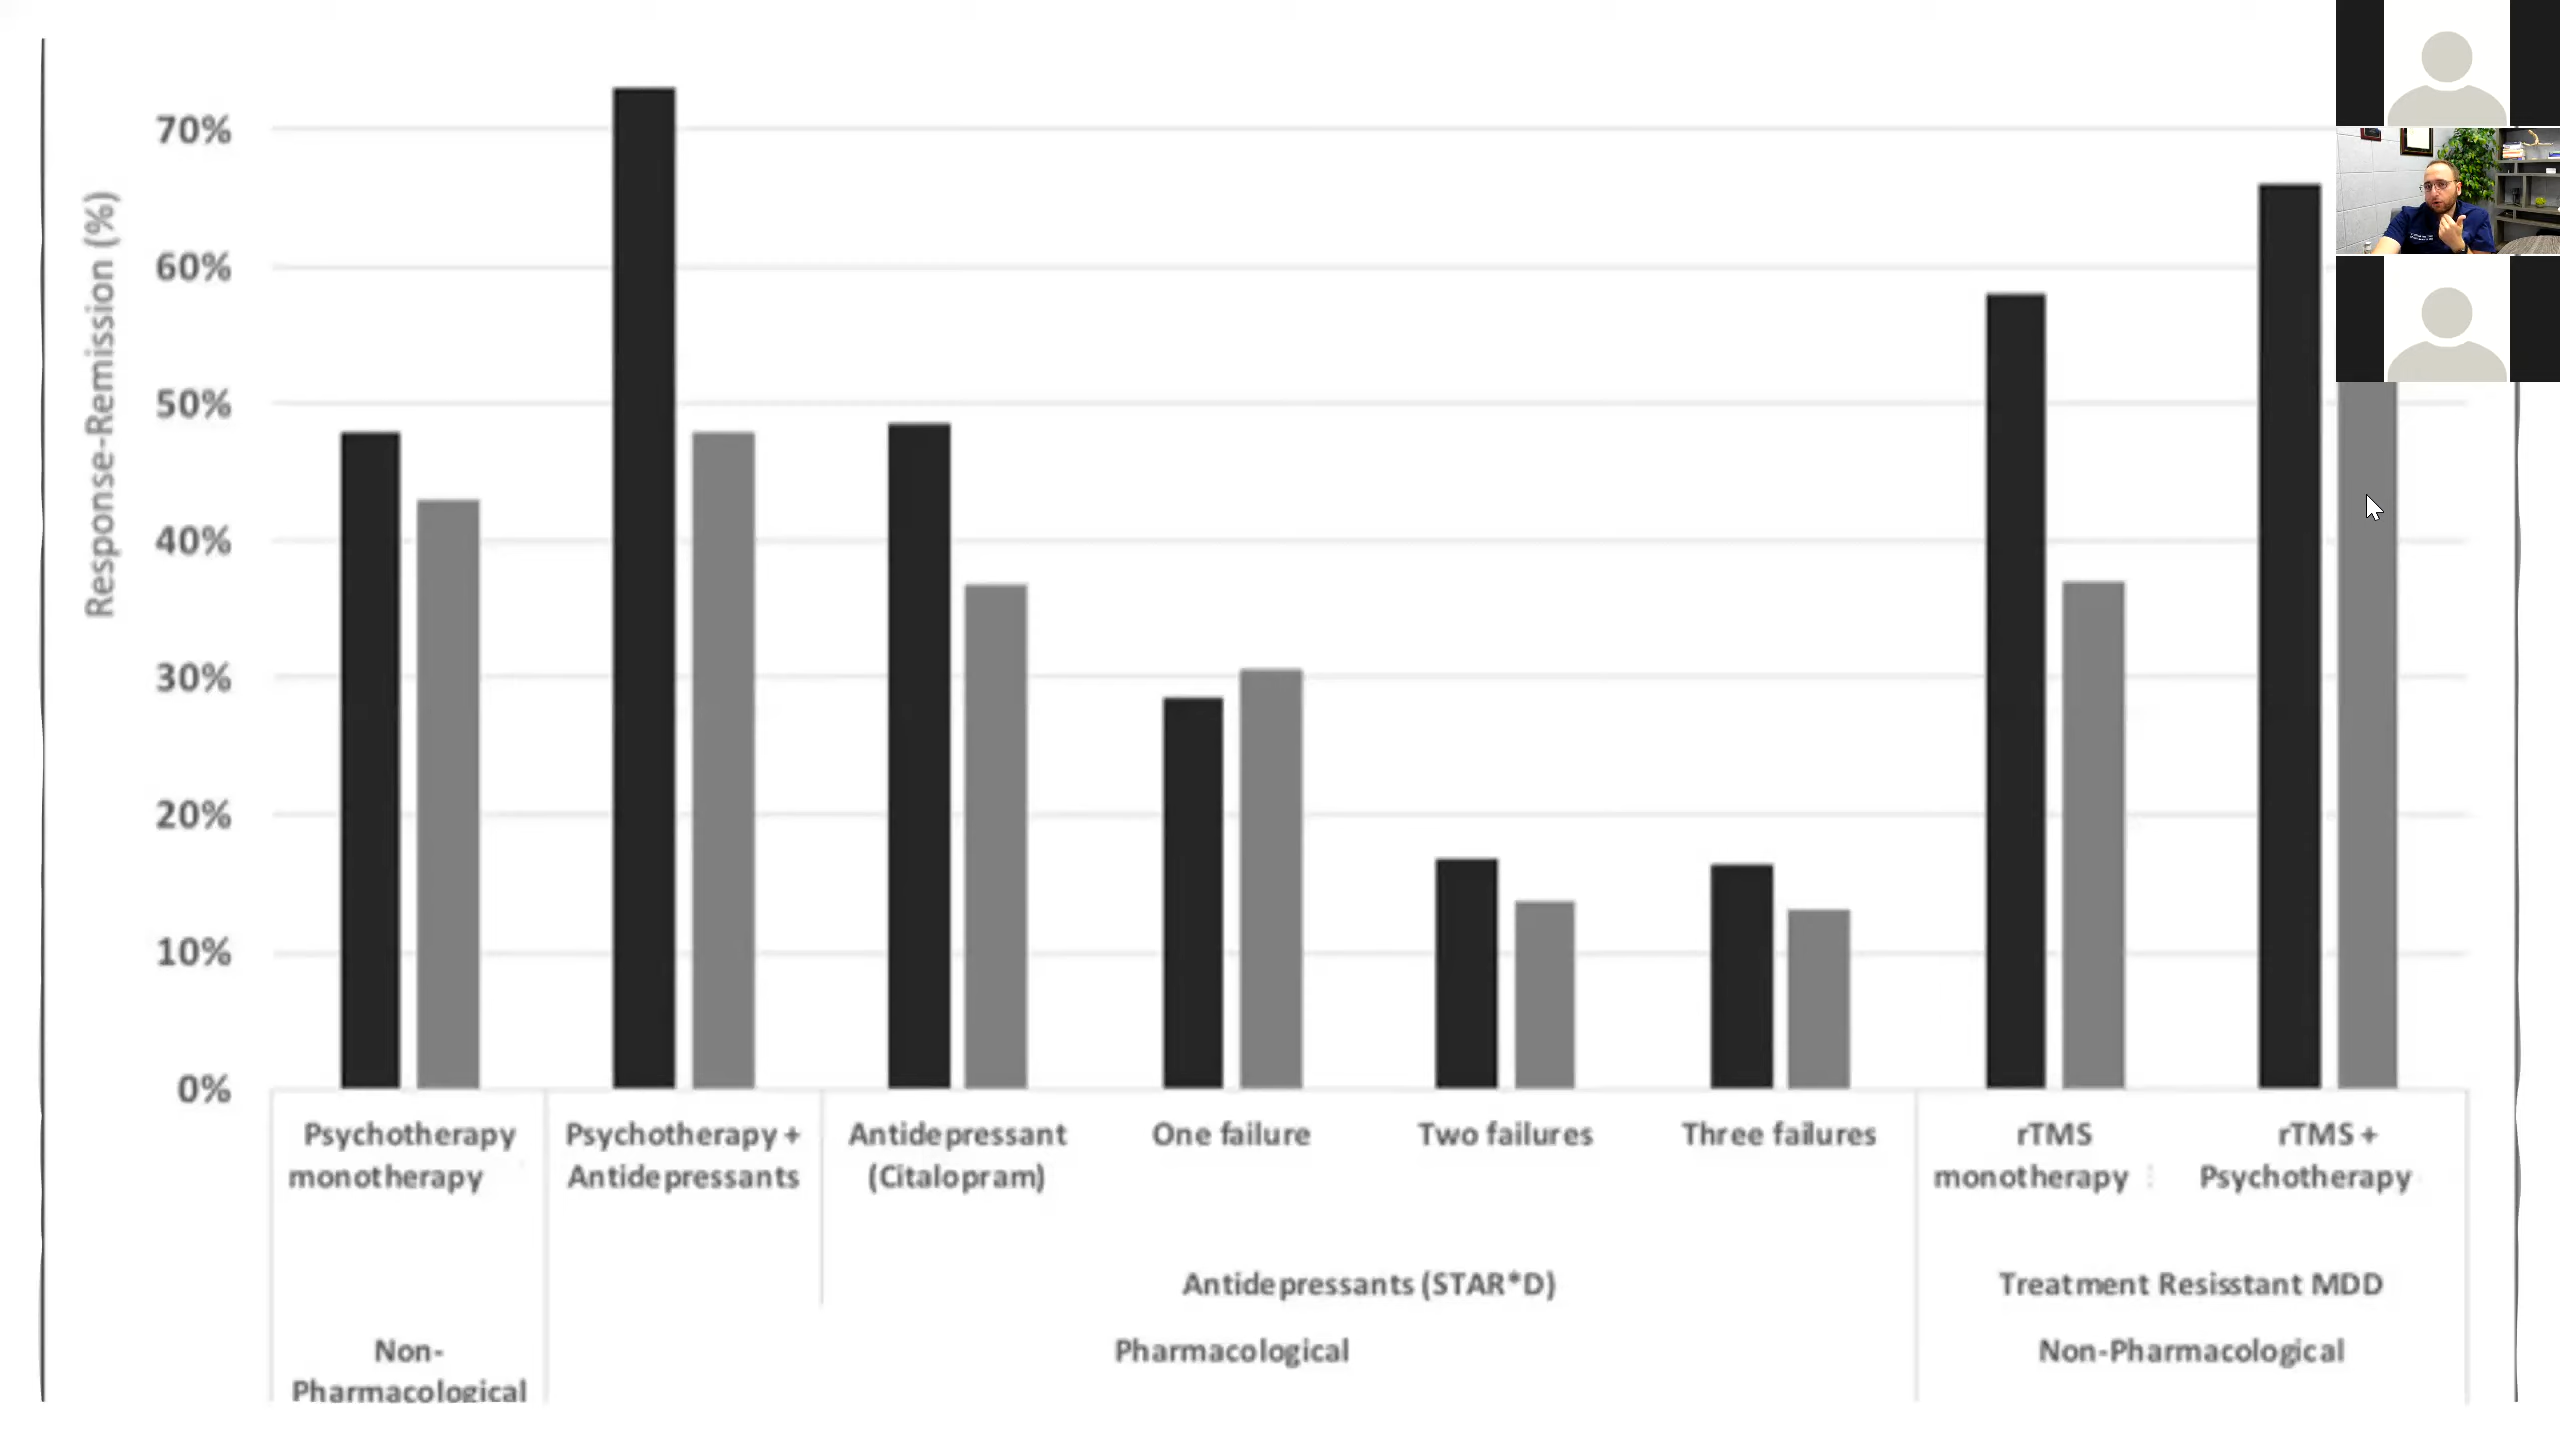 Response-Remission (%)
70%
60%
50%
40%
30%
20%
10%
0%
Psychotherapy
monotherapy
Psychotherapy +
Antidepressants
Antidepressant
(Citalopram)
One failure
Two failures
Three failures
rTMS
monotherapy
rTMS +
Psychotherapy
Antidepressants (STAR*D)
Treatment Resisstant MDD
Non-
Pharmacological
Pharmacological
Non-Pharmacological